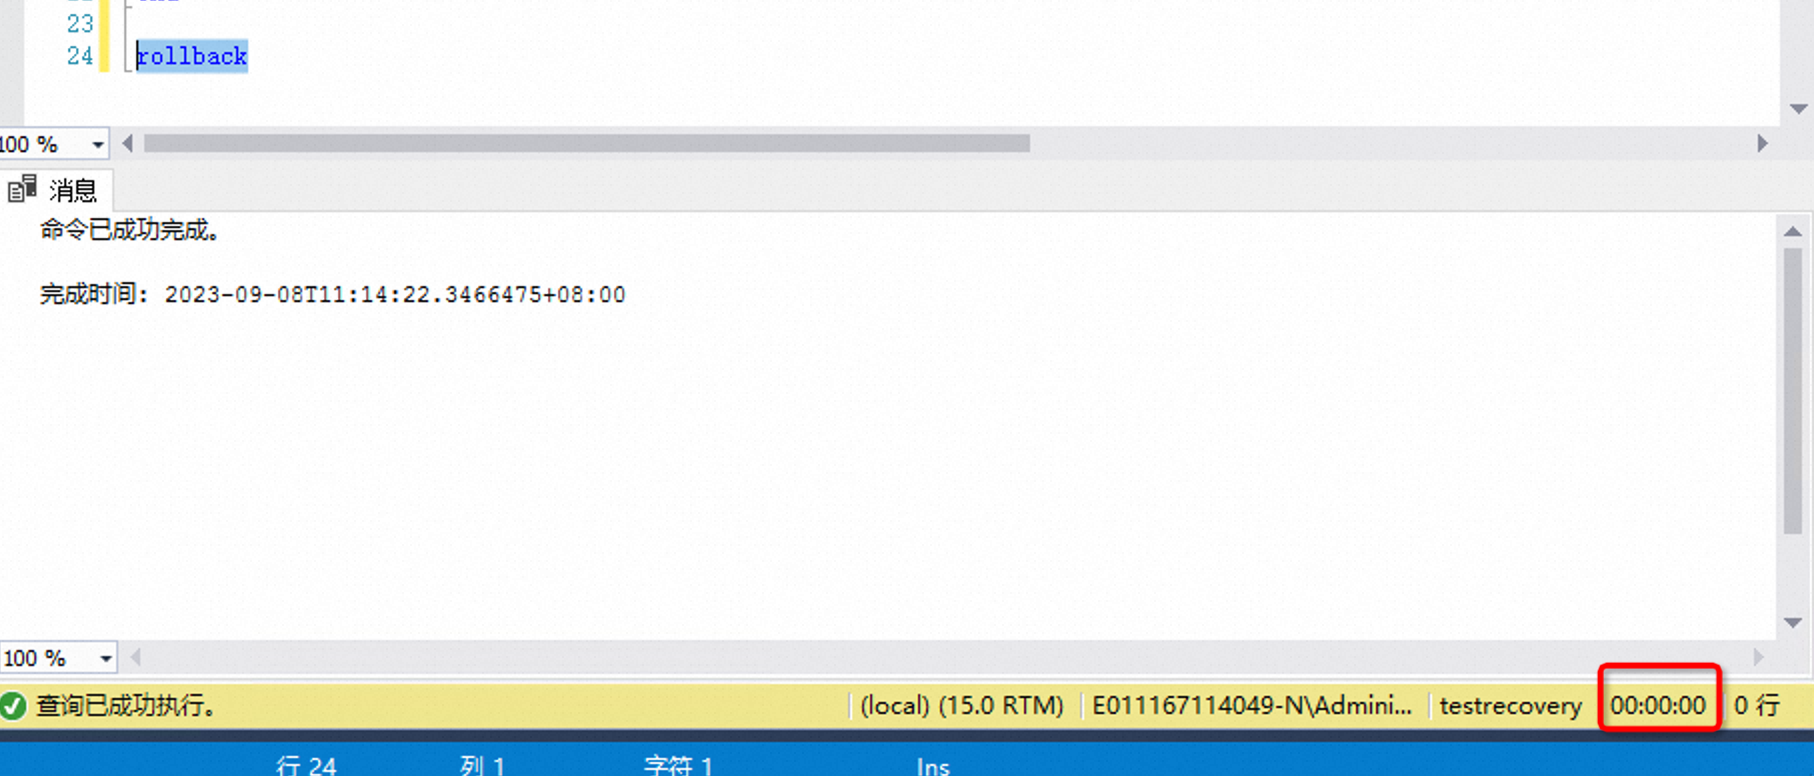 23
24 rollback
100 %
消息
命令已成功完成。
完成时间: 2023-09-08T11:14:22.3466475+08:00
100 %
查询已成功执行。 (local) (15.0 RTM) E011167114049-N\Admini... testrecovery 00:00:00 0 行
行 24 列 1 字符 1 Ins